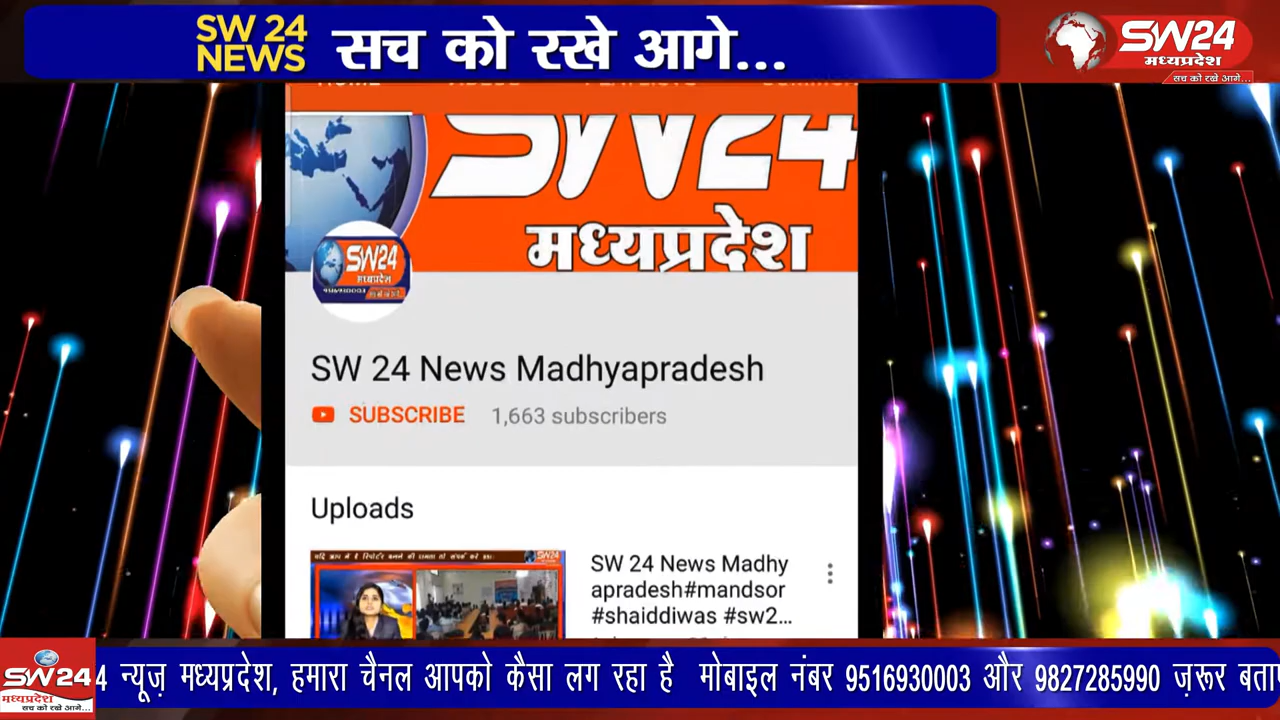 SW 24
NEWS
सच को रखे आगे...
SW24
मध्यप्रदेश
सच को रखे आगे...
SW24
मध्यप्रदेश
SW24
मध्यप्रदेश
9516930003
SW 24 News Madhyapradesh
SUBSCRIBE 1,663 subscribers
Uploads
SW24
SW 24 News Madhy
apradesh#mandsor
#shaiddiwas #sw2...
SW24
मध्यप्रदेश
सच को रखे आगे...
4 न्यूज़ मध्यप्रदेश, हमारा चैनल आपको कैसा लग रहा है मोबाइल नंबर 9516930003 और 9827285990 ज़रूर बताए